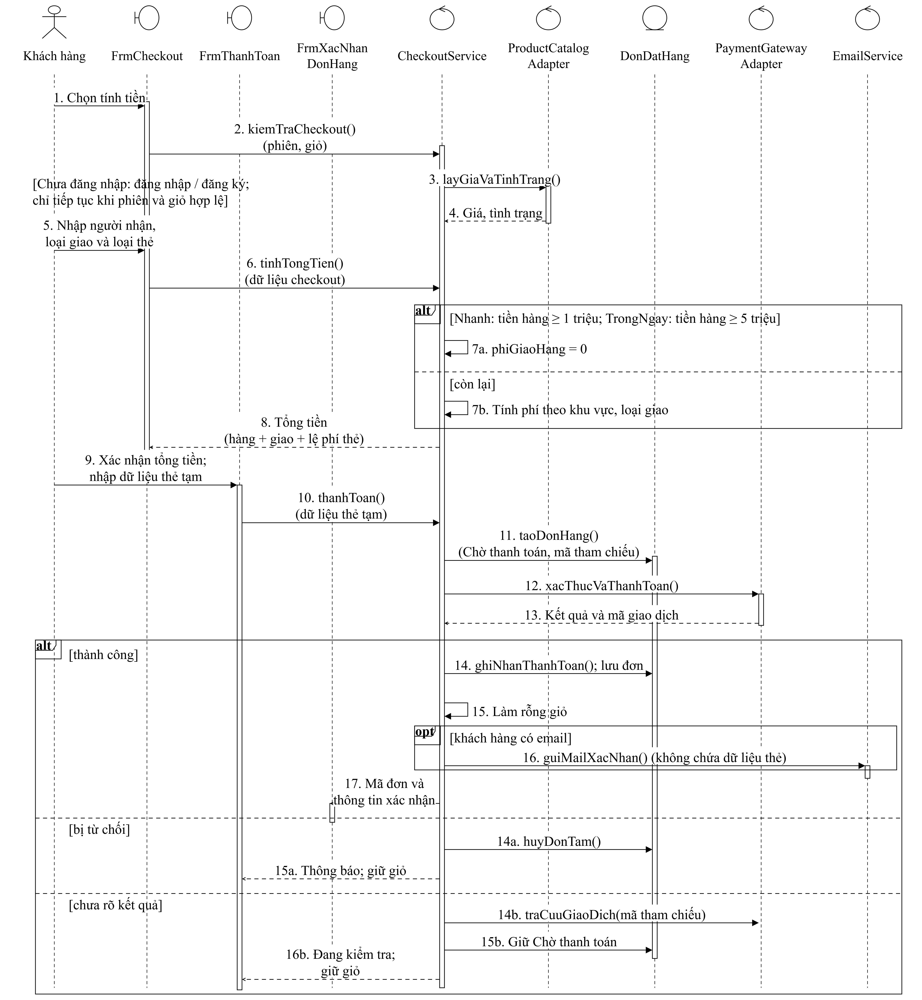 Khách hàng
FrmCheckout
FrmThanhToan
FrmXacNhan
DonHang
CheckoutService
ProductCatalog
Adapter
DonDatHang
PaymentGateway
Adapter
EmailService
1. Chọn tính tiền
2. kiemTraCheckout()
(phiên, giỏ)
3. layGiaVaTinhTrang()
[Chưa đăng nhập: đăng nhập / đăng ký;
chỉ tiếp tục khi phiên và giỏ hợp lệ]
4. Giá, tình trạng
5. Nhập người nhận,
loại giao và loại thẻ
6. tinhTongTien()
(dữ liệu checkout)
alt
[Nhanh: tiền hàng ≥ 1 triệu; TrongNgay: tiền hàng ≥ 5 triệu]
7a. phiGiaoHang = 0
[còn lại]
7b. Tính phí theo khu vực, loại giao
8. Tổng tiền
(hàng + giao + lệ phí thẻ)
9. Xác nhận tổng tiền;
nhập dữ liệu thẻ tạm
10. thanhToan()
(dữ liệu thẻ tạm)
11. taoDonHang()
(Chờ thanh toán, mã tham chiếu)
12. xacThucVaThanhToan()
13. Kết quả và mã giao dịch
alt
[thành công]
14. ghiNhanThanhToan(); lưu đơn
15. Làm rỗng giỏ
opt
[khách hàng có email]
16. guiMailXacNhan() (không chứa dữ liệu thẻ)
17. Mã đơn và
thông tin xác nhận
[bị từ chối]
14a. huyDonTam()
15a. Thông báo; giữ giỏ
[chưa rõ kết quả]
14b. traCuuGiaoDich(mã tham chiếu)
15b. Giữ Chờ thanh toán
16b. Đang kiểm tra;
giữ giỏ